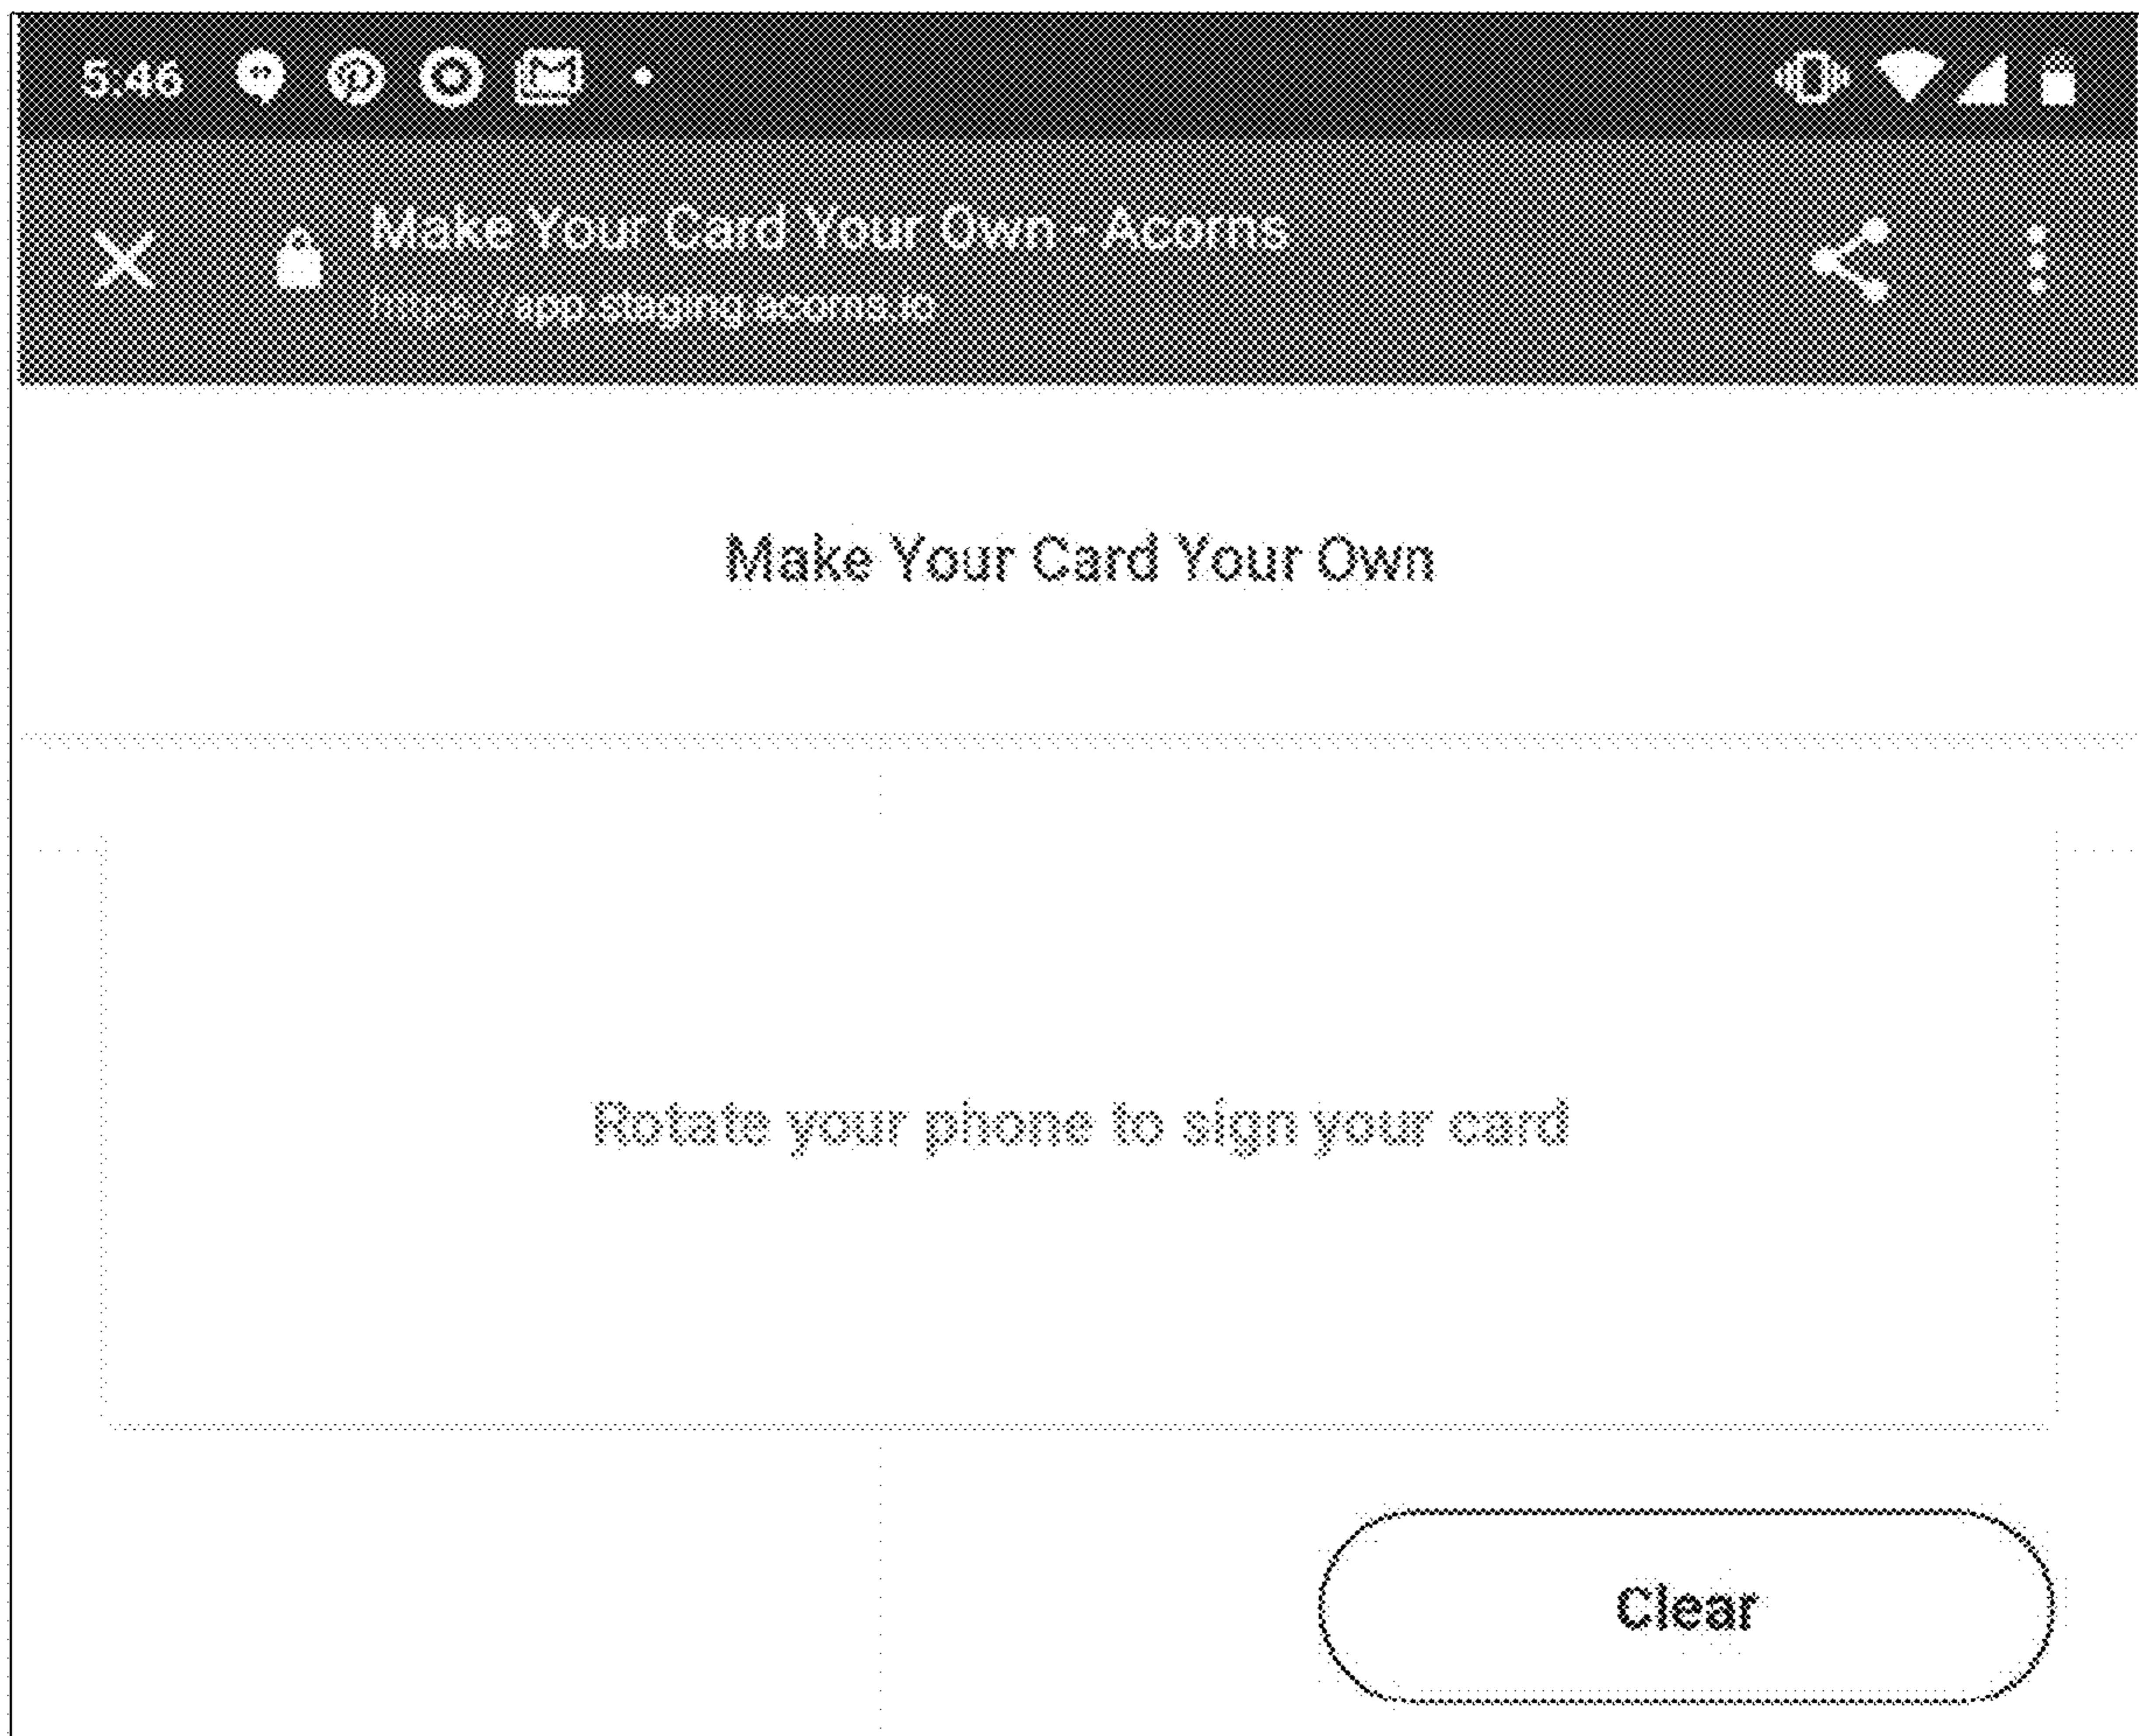 5:46
Make Your Card Your Own - Acorns
https://app.staging.acorns.io
Make Your Card Your Own
Rotate your phone to sign your card
Clear